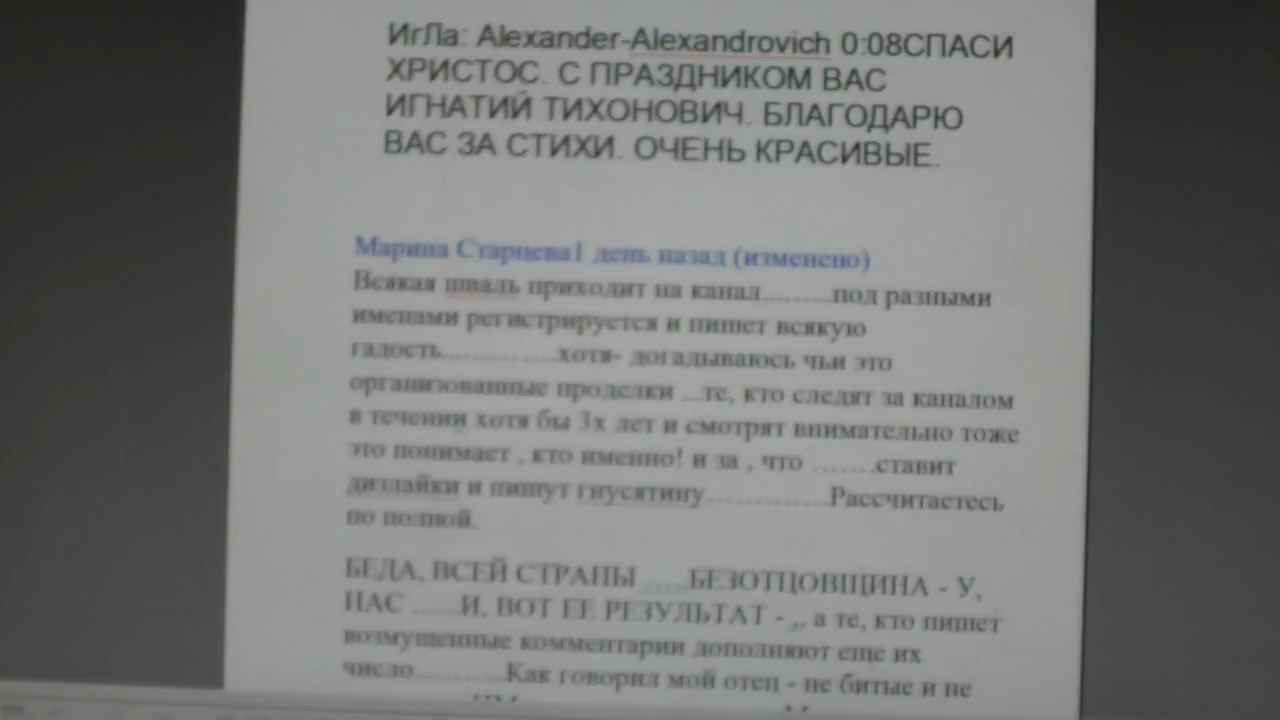 ИгЛа: Alexander-Alexandrovich 0:08СПАСИ
ХРИСТОС. С ПРАЗДНИКОМ ВАС
ИГНАТИЙ ТИХОНОВИЧ. БЛАГОДАРЮ
ВАС ЗА СТИХИ. ОЧЕНЬ КРАСИВЫЕ.
Марина Старцева1 день назад (изменено)
Всякая шваль приходит на канал.........под разными
именами регистрируется и пишет всякую
гадость..............хотя- догадываюсь чьи это
организованные проделки ...те, кто следят за каналом
в течении хотя бы 3х лет и смотрят внимательно тоже
это понимает , кто именно! и за , что ........ставит
дизлайки и пишут гнусятину...............Рассчитаетесь
по полной.
БЕДА, ВСЕЙ СТРАНЫ ......БЕЗОТЦОВЩИНА - У,
НАС ......И, ВОТ ЕЕ РЕЗУЛЬТАТ - ,, а те, кто пишет
возмущенные комментарии дополняют еще их
число............Как говорил мой отец - не битые и не